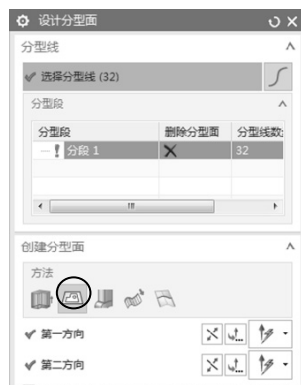 设计分型面
分型线
选择分型线 (32)
分型段
分型段 删除分型面 分型线数
分段 1 32
创建分型面
方法
第一方向
第二方向